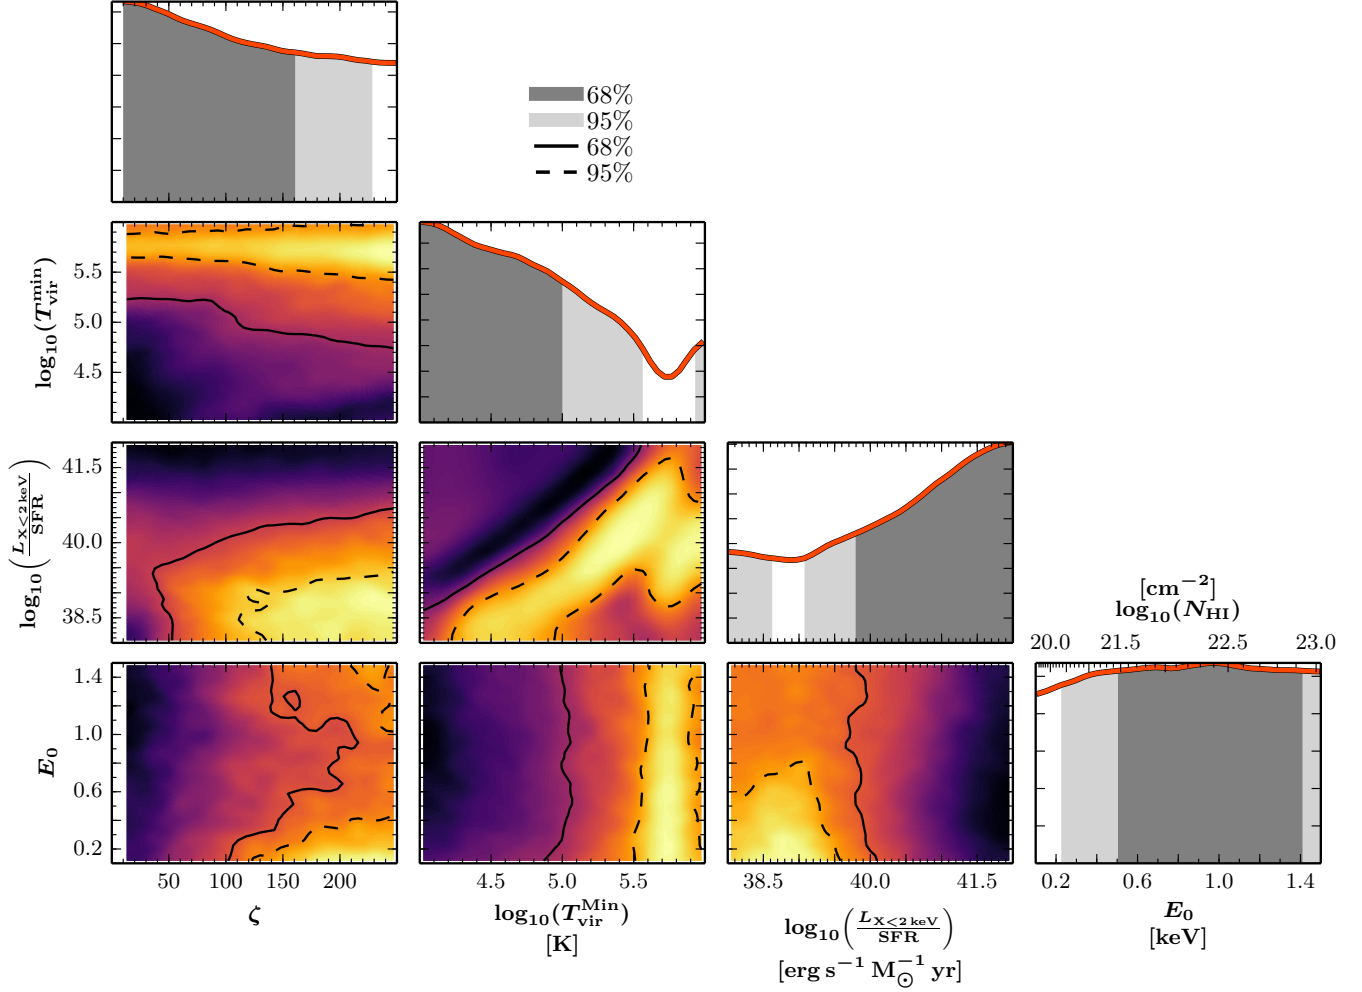 68%
95%
68%
95%
log₁₀(T_vir^min)
5.5
5.0
4.5
log₁₀(L_X<2keV/SFR)
41.5
40.0
38.5
[cm⁻²]
log₁₀(N_HI)
20.0 21.5 22.5 23.0
E₀
1.4
1.0
0.6
0.2
50 100 150 200
4.5 5.0 5.5
38.5 40.0 41.5
0.2 0.6 1.0 1.4
ζ
log₁₀(T_vir^Min)
[K]
log₁₀(L_X<2keV/SFR)
[erg s⁻¹ M_⊙⁻¹ yr]
E₀
[keV]